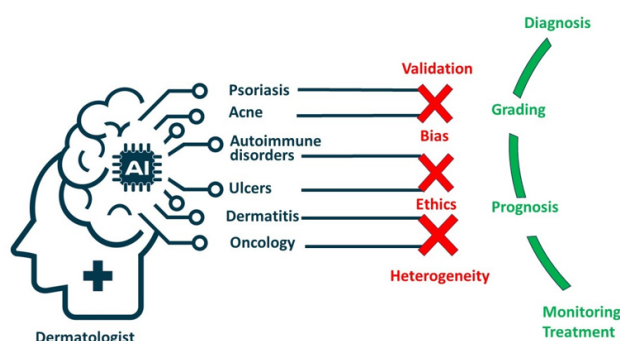 AI
Dermatologist
Psoriasis
Acne
Autoimmune
disorders
Ulcers
Dermatitis
Oncology
Validation
Bias
Ethics
Heterogeneity
Diagnosis
Grading
Prognosis
Monitoring
Treatment